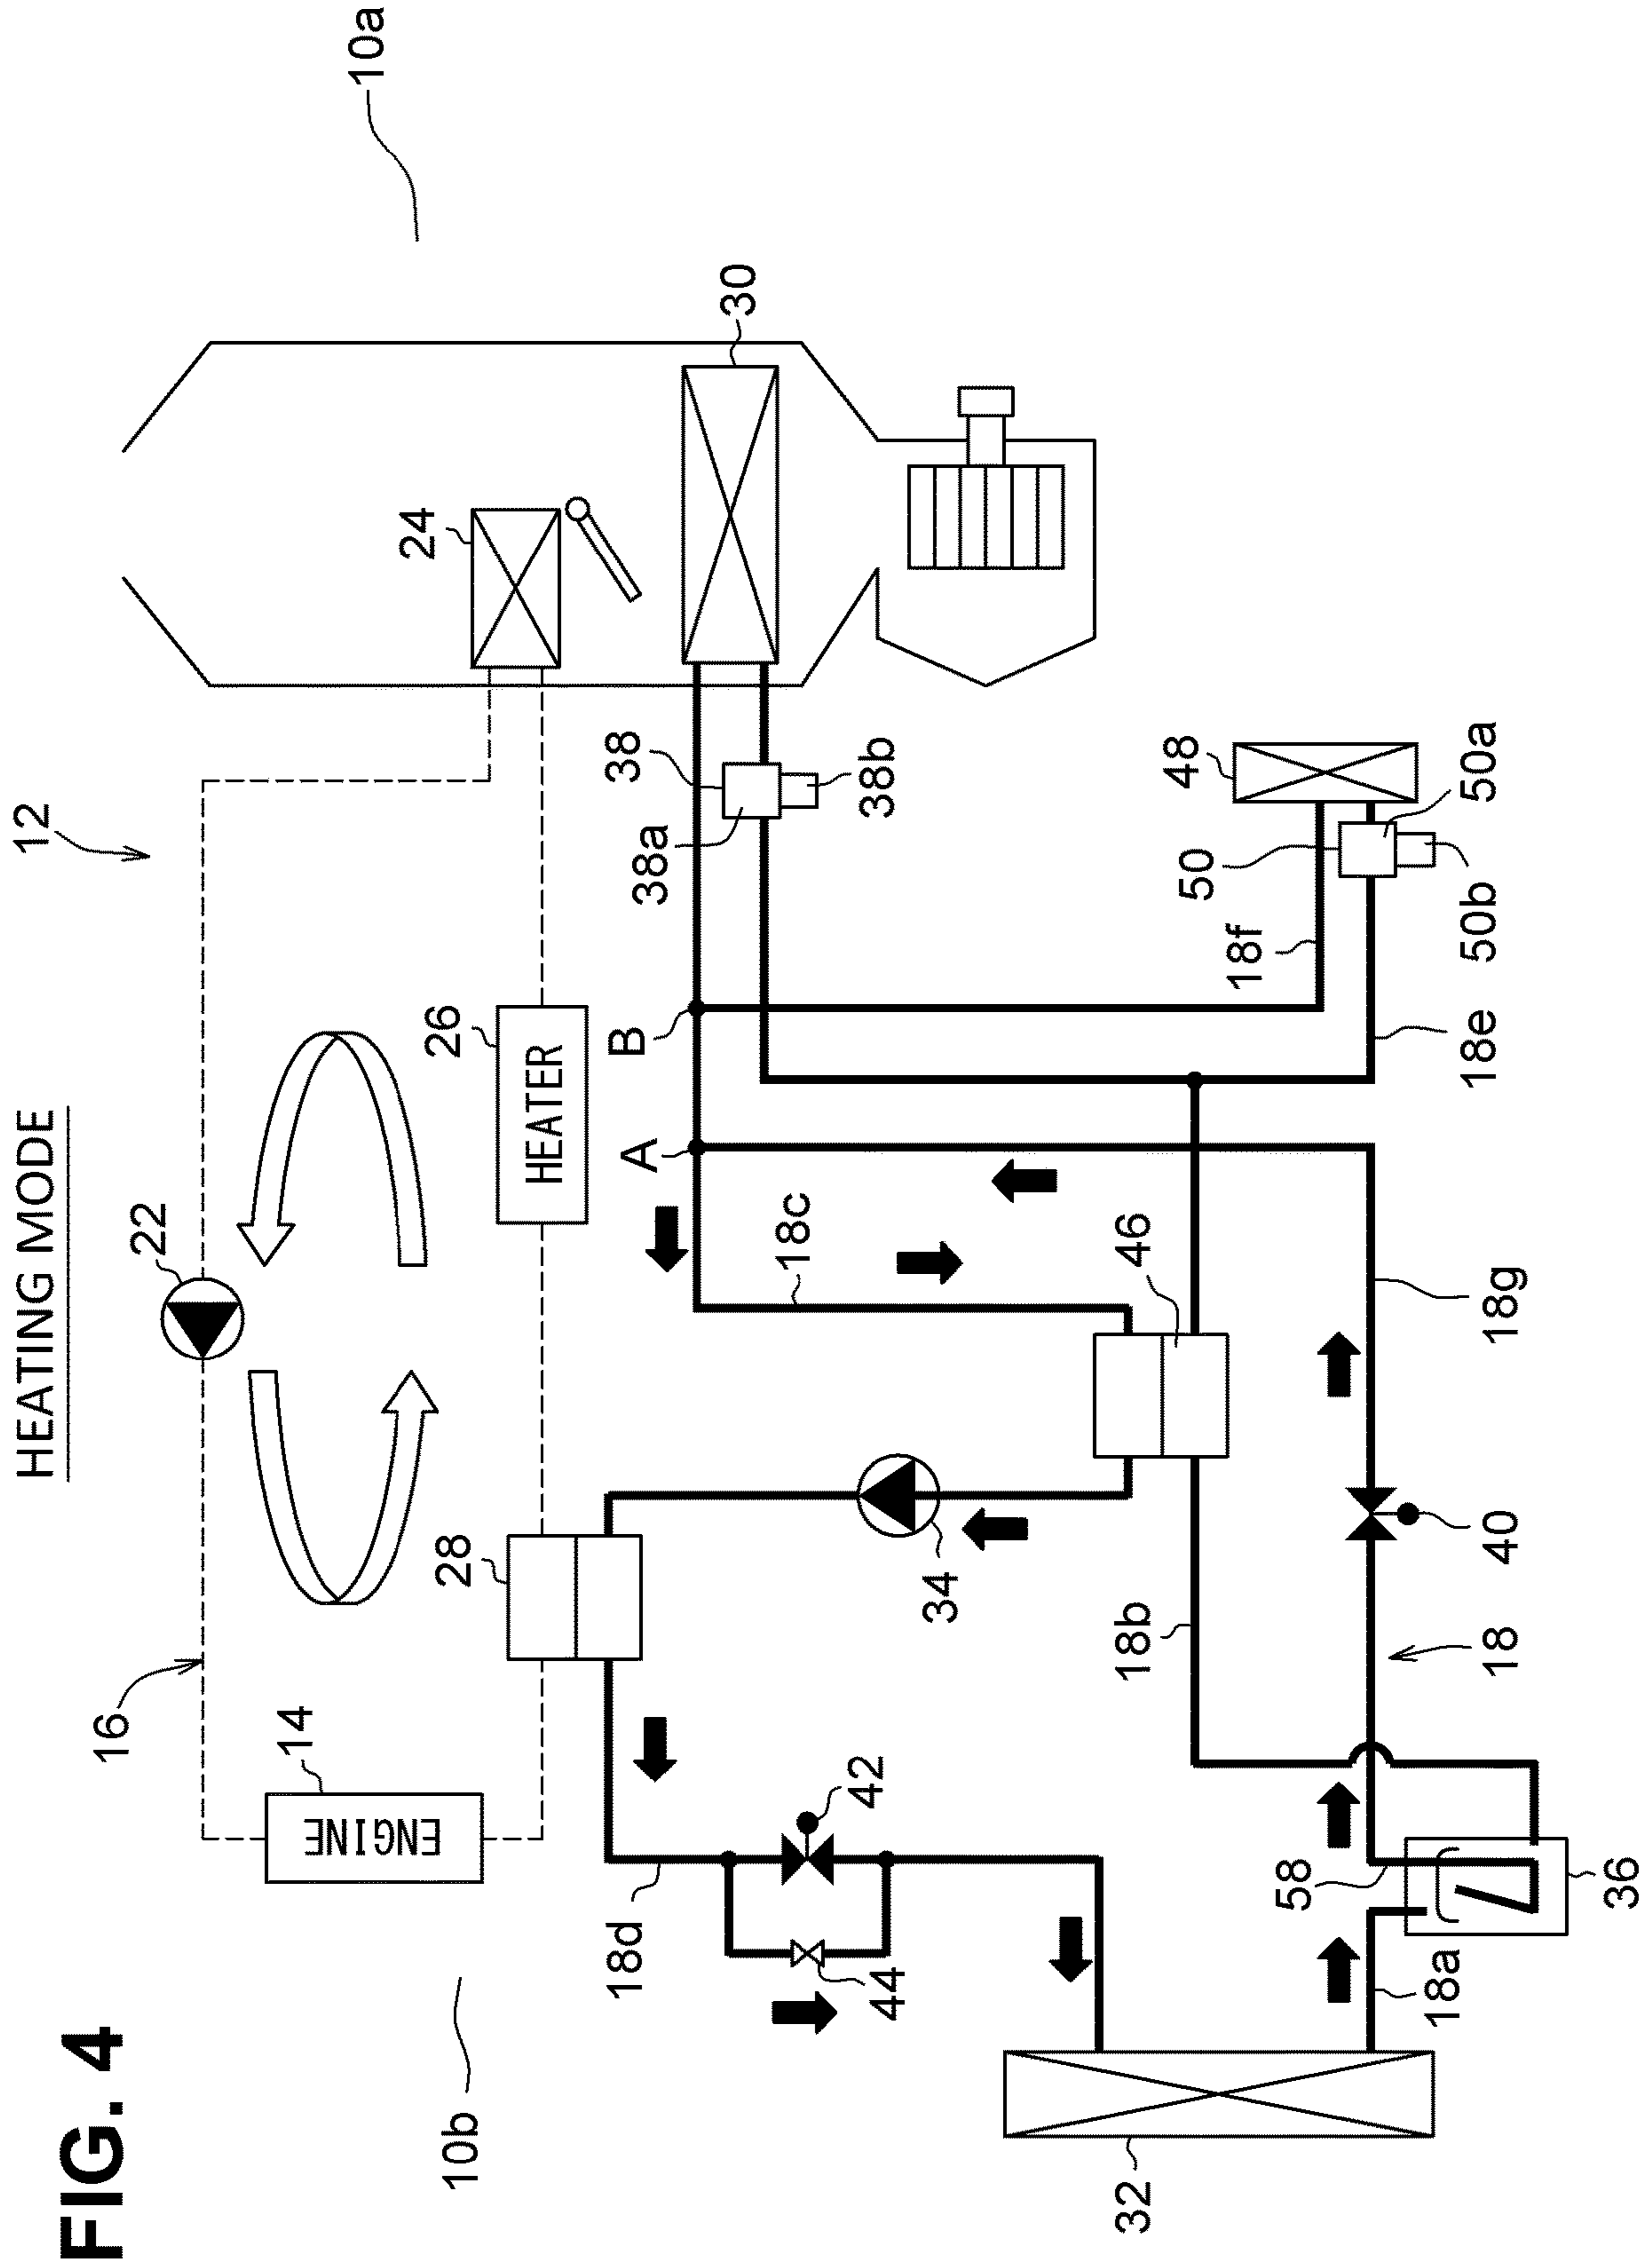 FIG. 4
HEATING MODE
10a
10b
12
16
22
14
ENGINE
28
26
HEATER
24
30
38
38a
38b
B
A
18c
46
34
18d
42
44
18b
18f
48
50
50a
50b
18e
18g
40
18
58
36
18a
32